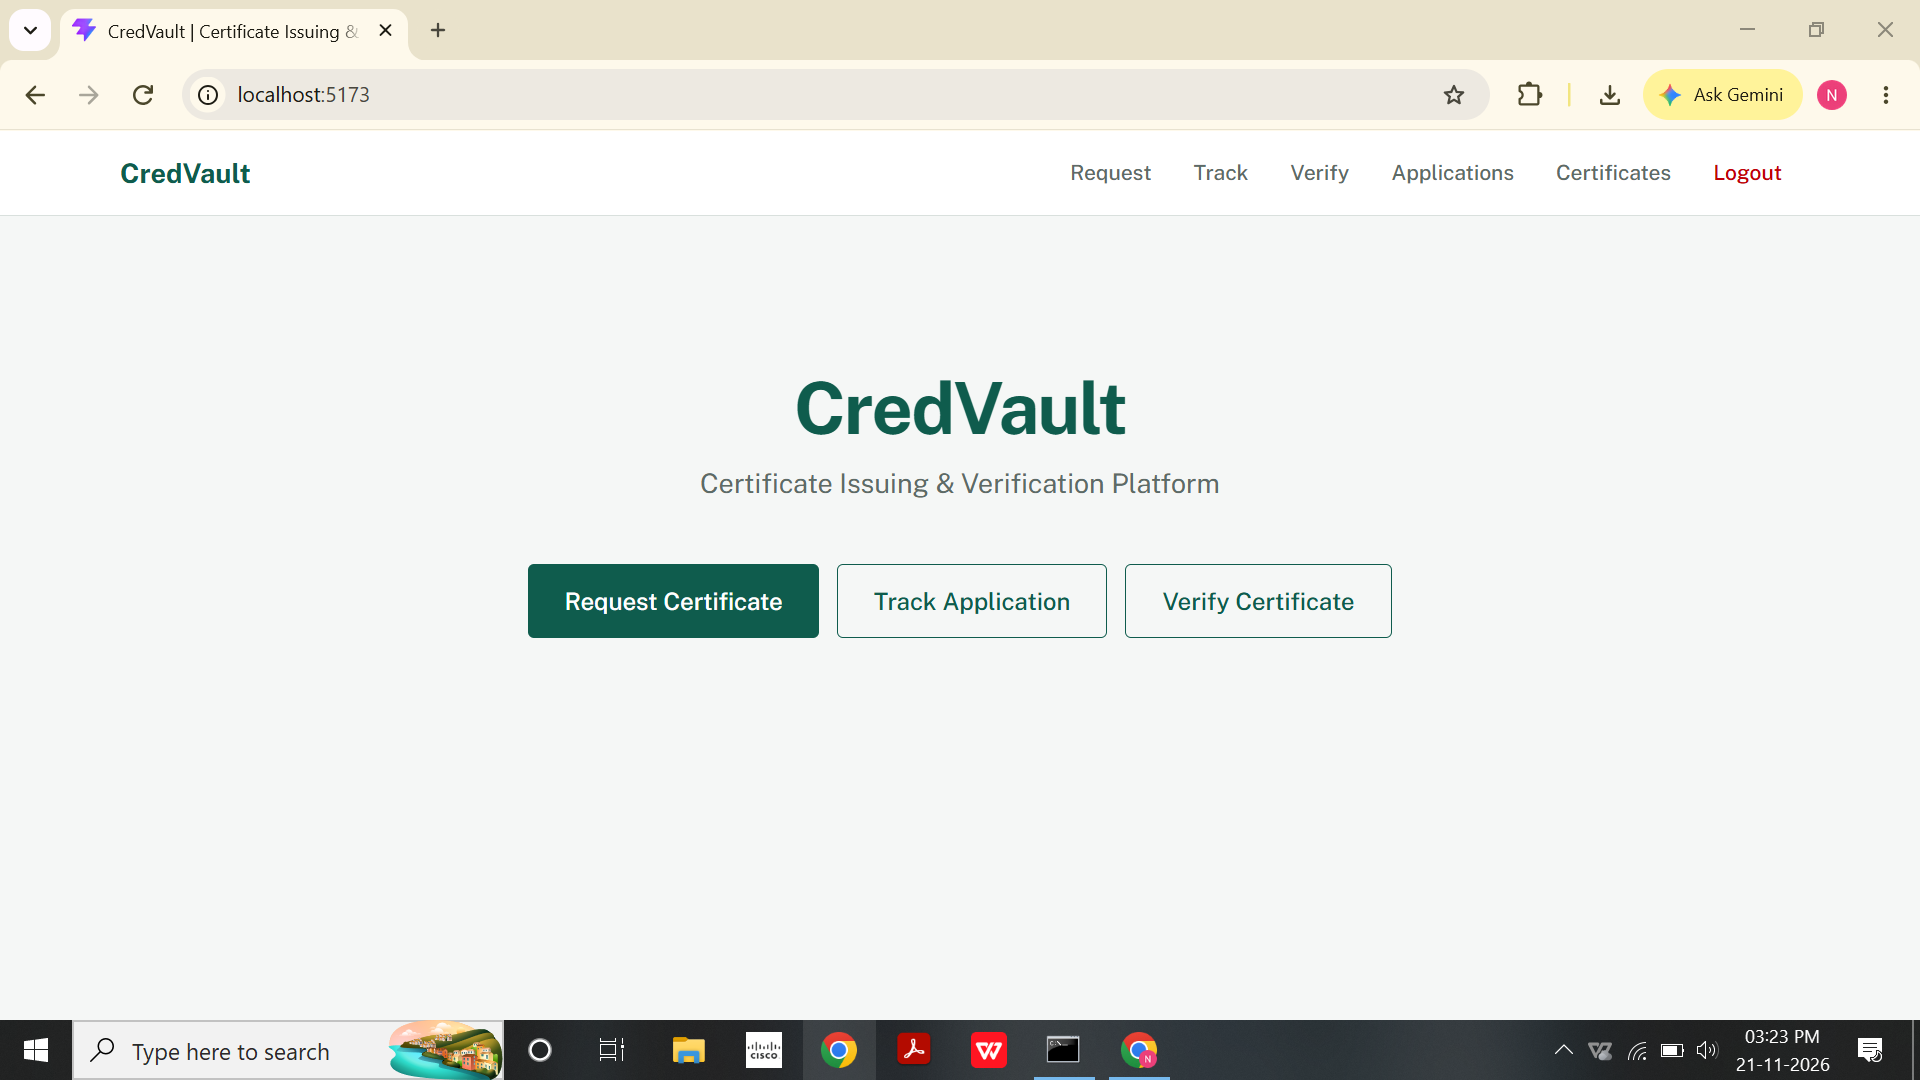 CredVault | Certificate Issuing &
localhost:5173
Ask Gemini
N
CredVault
Request
Track
Verify
Applications
Certificates
Logout
CredVault
Certificate Issuing & Verification Platform
Request Certificate
Track Application
Verify Certificate
Type here to search
CISCO
N
03:23 PM
21-11-2026